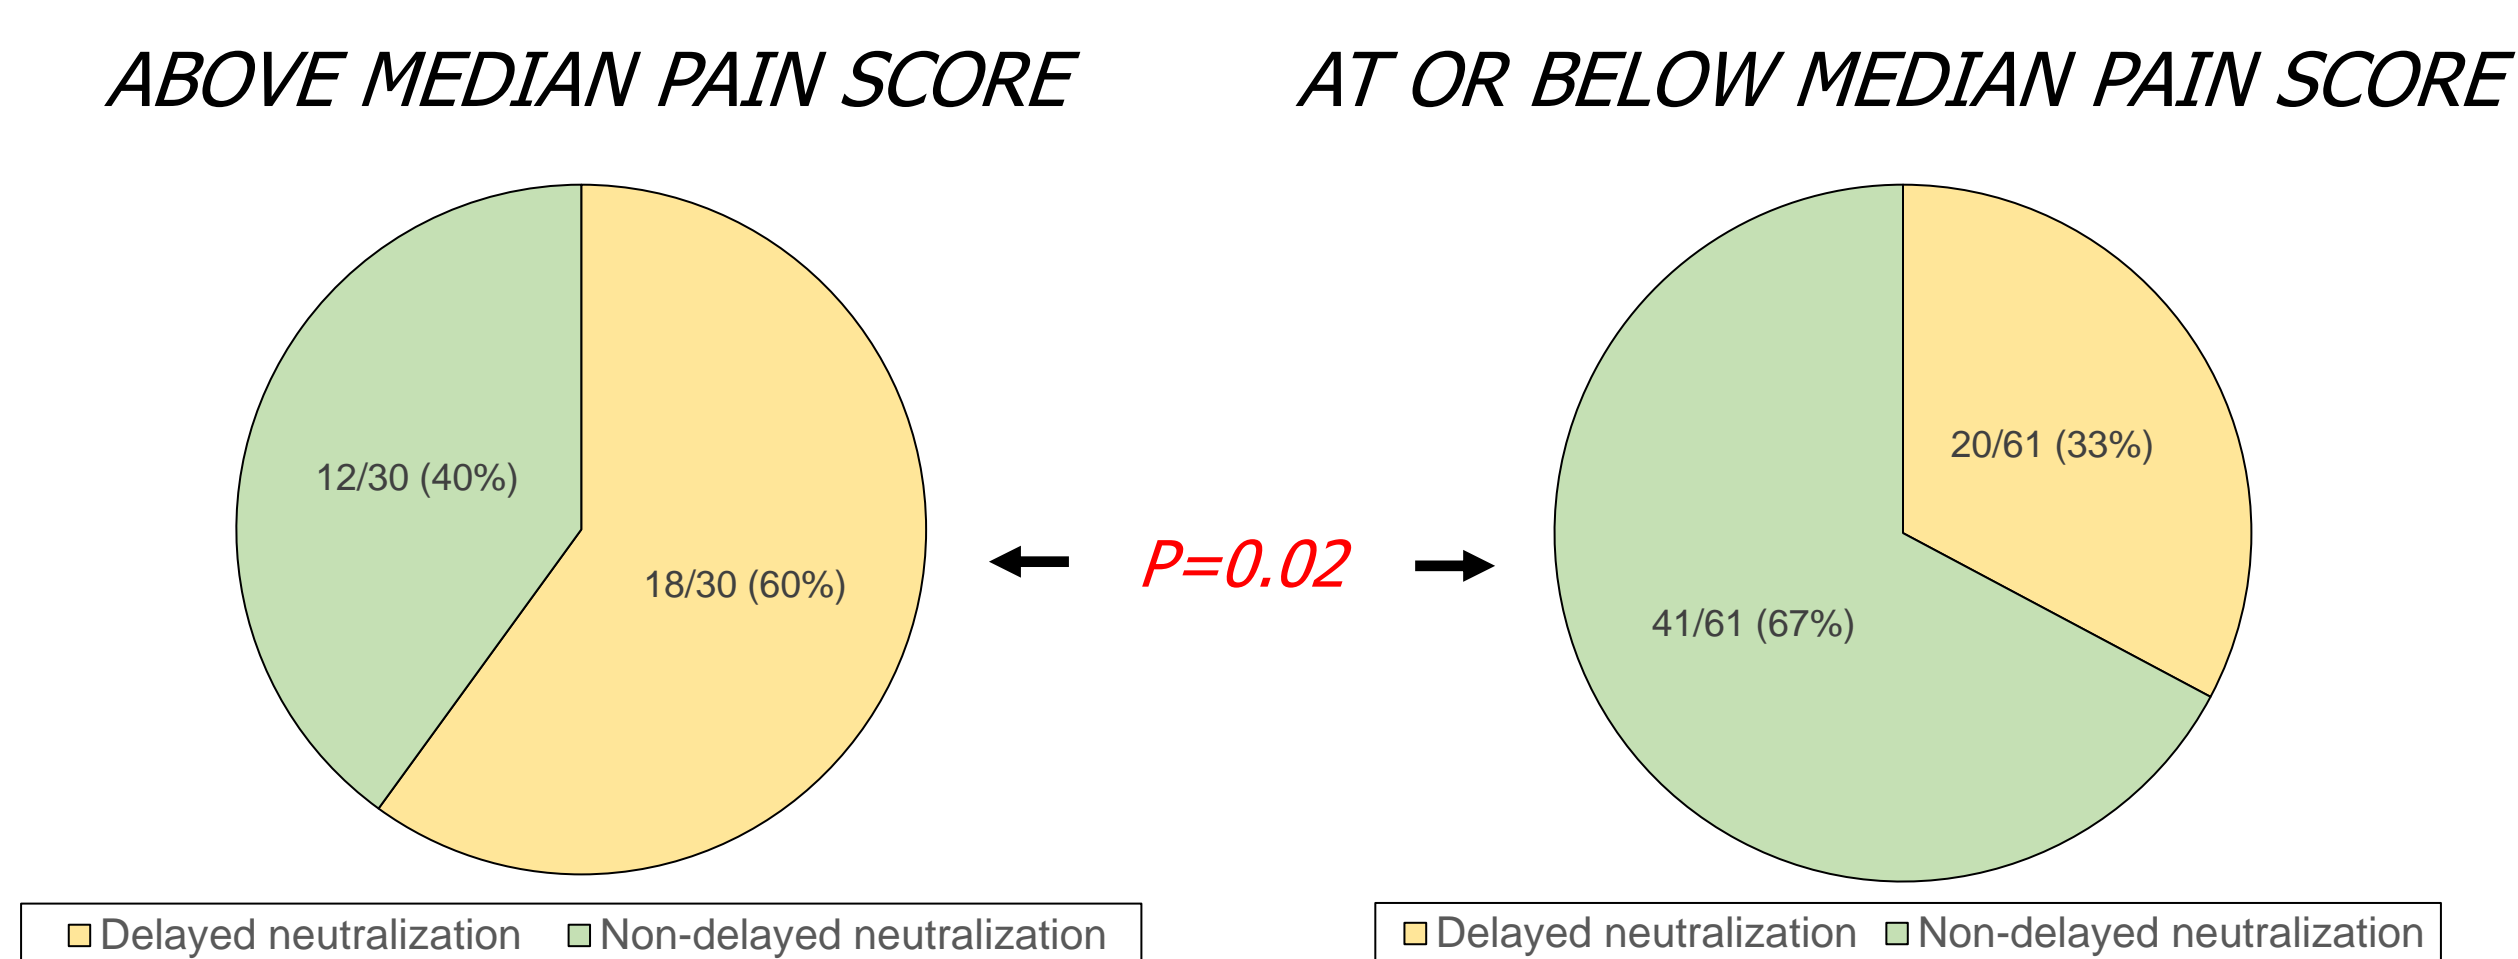 ABOVE MEDIAN PAIN SCORE
12/30 (40%)
18/30 (60%)
Delayed neutralization
Non-delayed neutralization
P=0.02
AT OR BELOW MEDIAN PAIN SCORE
20/61 (33%)
41/61 (67%)
Delayed neutralization
Non-delayed neutralization